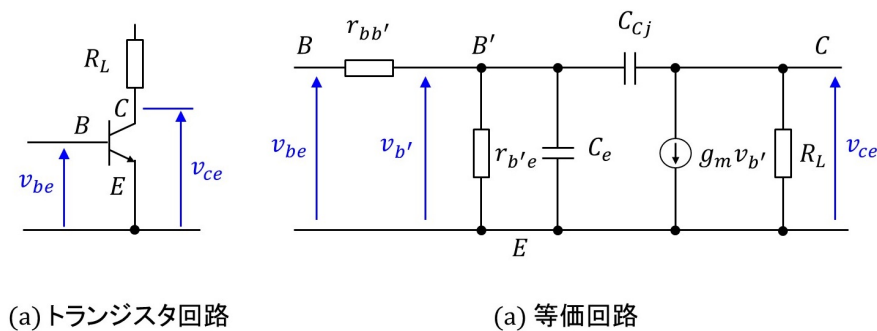 R_L
C
B
E
v_be
v_ce
r_bb′
C_Cj
B
B′
C
v_be
v_b′
r_b′e
C_e
g_m v_b′
R_L
v_ce
E
(a) トランジスタ回路
(a) 等価回路